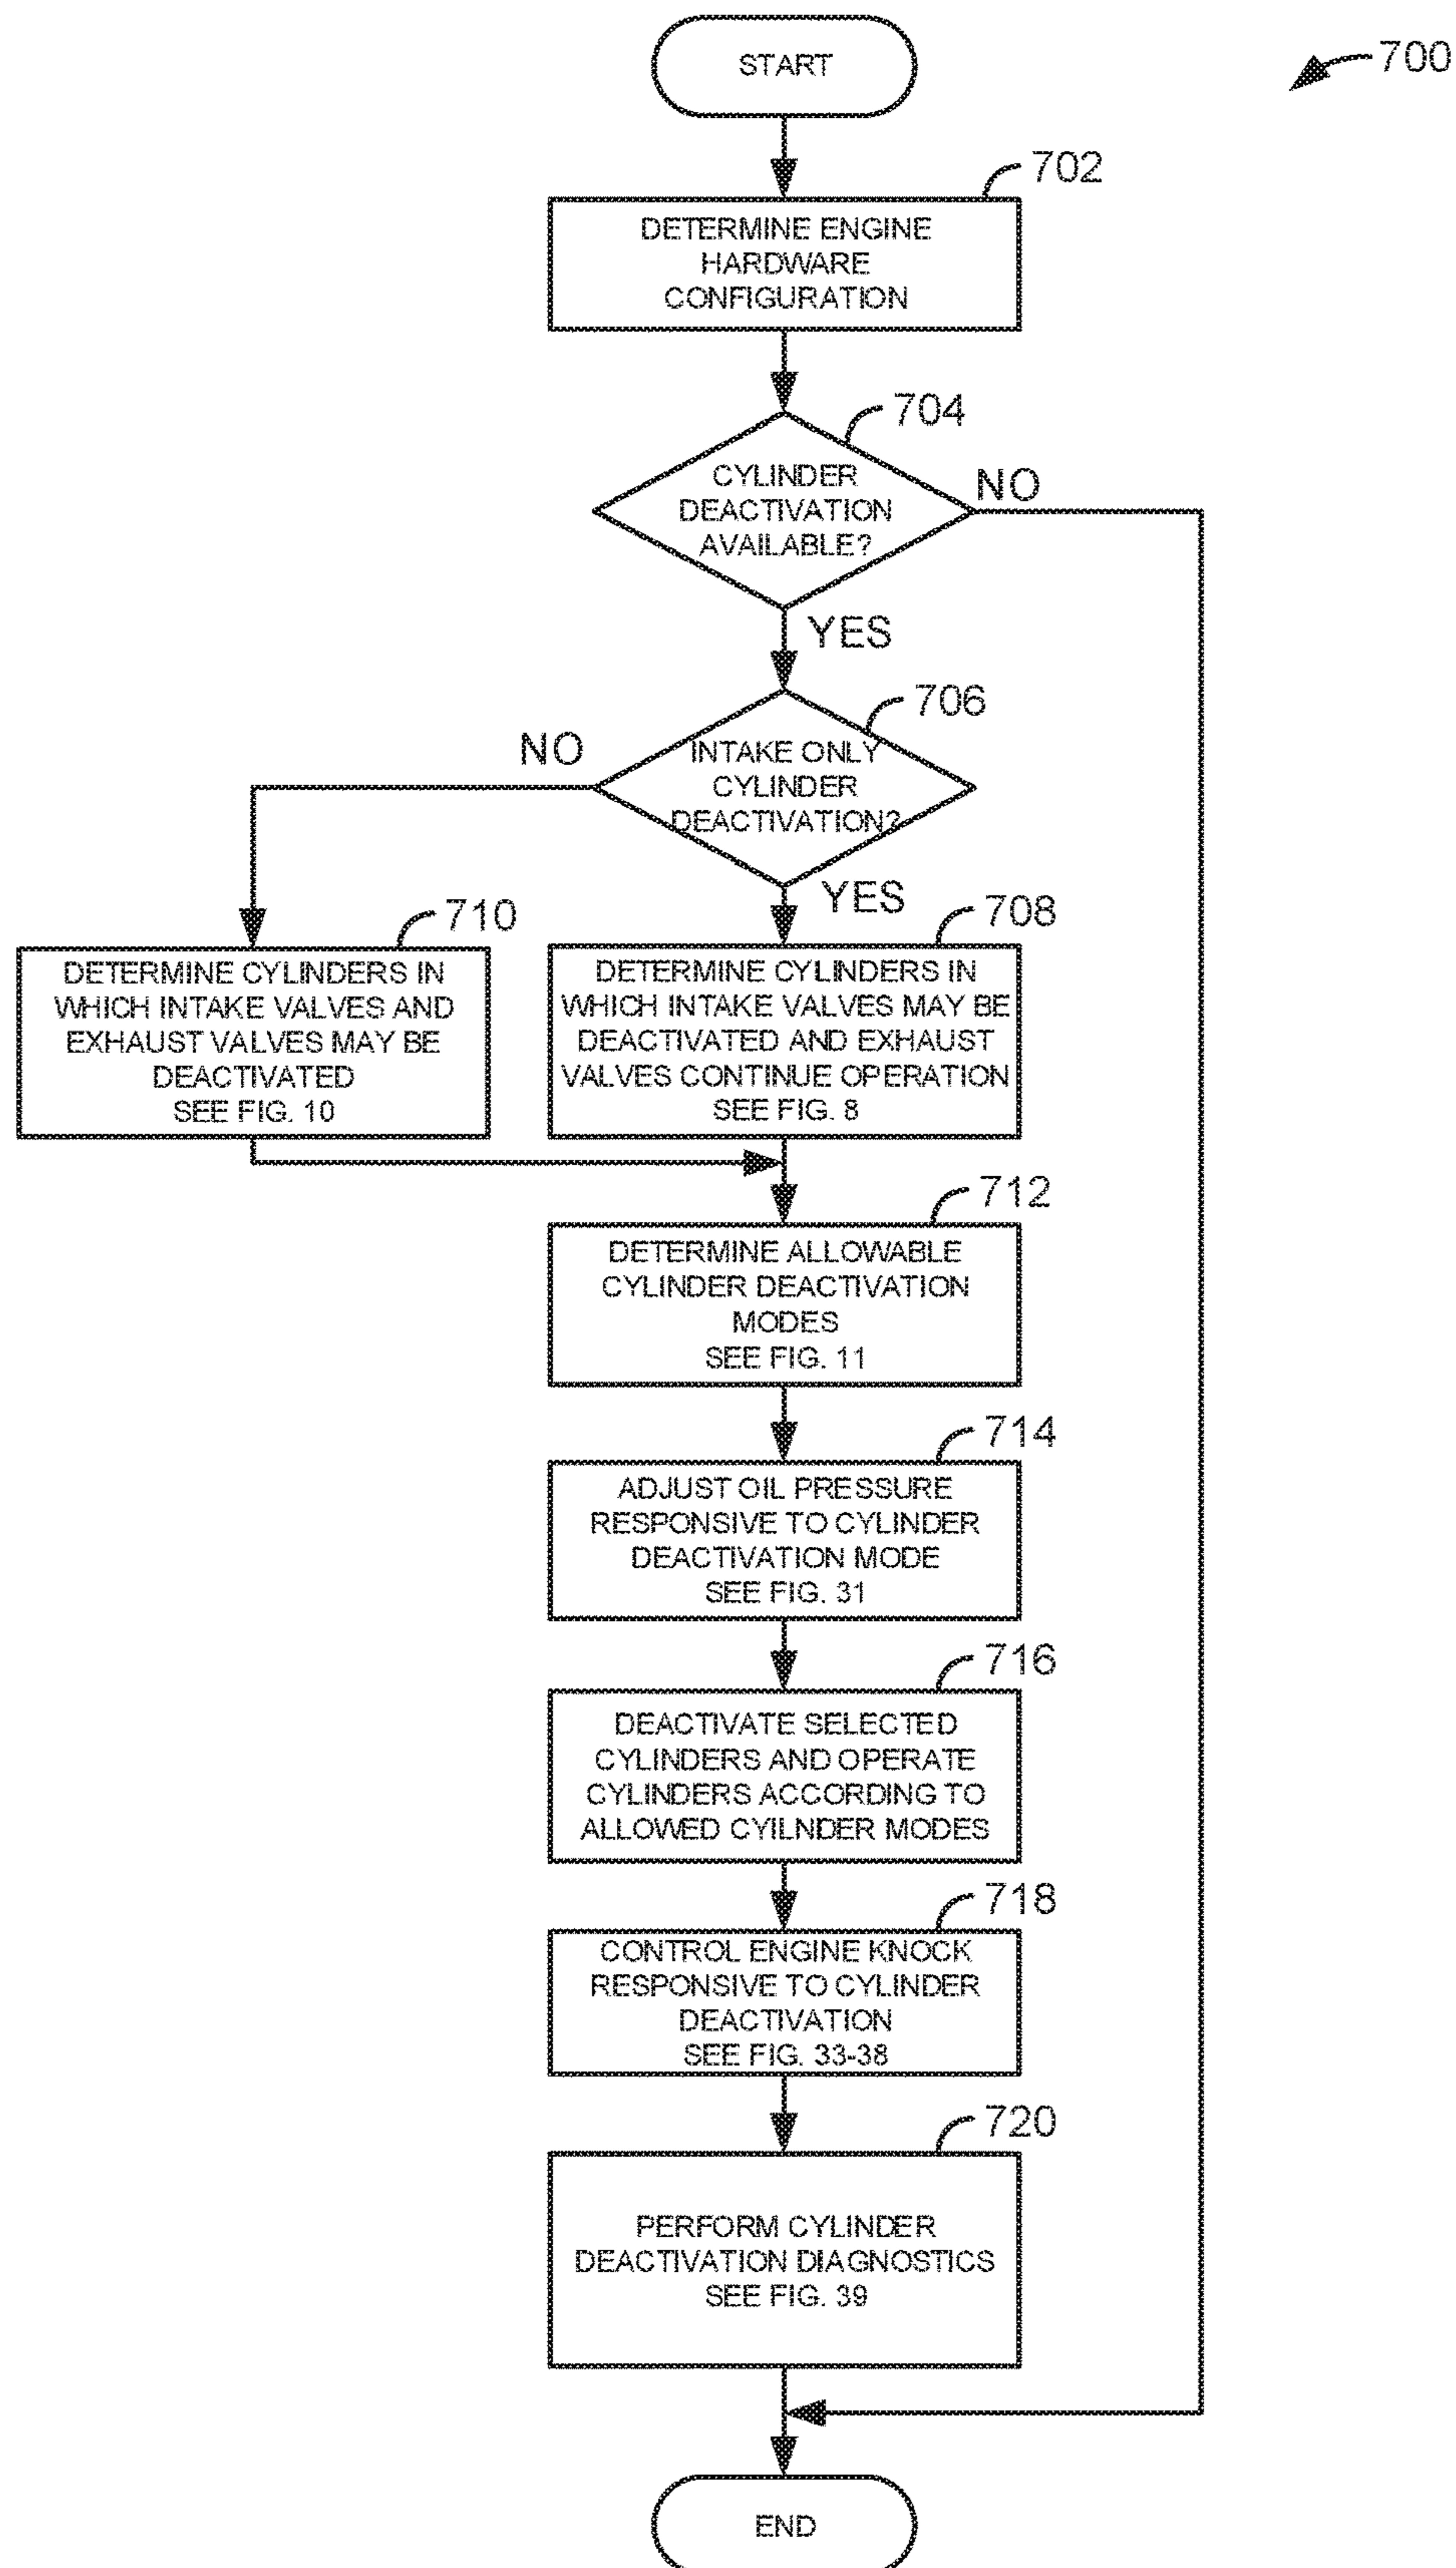 START
700
702
DETERMINE ENGINE
HARDWARE
CONFIGURATION
704
CYLINDER
DEACTIVATION
AVAILABLE?
NO
YES
706
INTAKE ONLY
CYLINDER
DEACTIVATION?
NO
YES
710
DETERMINE CYLINDERS IN
WHICH INTAKE VALVES AND
EXHAUST VALVES MAY BE
DEACTIVATED
SEE FIG. 10
708
DETERMINE CYLINDERS IN
WHICH INTAKE VALVES MAY BE
DEACTIVATED AND EXHAUST
VALVES CONTINUE OPERATION
SEE FIG. 8
712
DETERMINE ALLOWABLE
CYLINDER DEACTIVATION
MODES
SEE FIG. 11
714
ADJUST OIL PRESSURE
RESPONSIVE TO CYLINDER
DEACTIVATION MODE
SEE FIG. 31
716
DEACTIVATE SELECTED
CYLINDERS AND OPERATE
CYLINDERS ACCORDING TO
ALLOWED CYILNDER MODES
718
CONTROL ENGINE KNOCK
RESPONSIVE TO CYLINDER
DEACTIVATION
SEE FIG. 33-38
720
PERFORM CYLINDER
DEACTIVATION DIAGNOSTICS
SEE FIG. 39
END